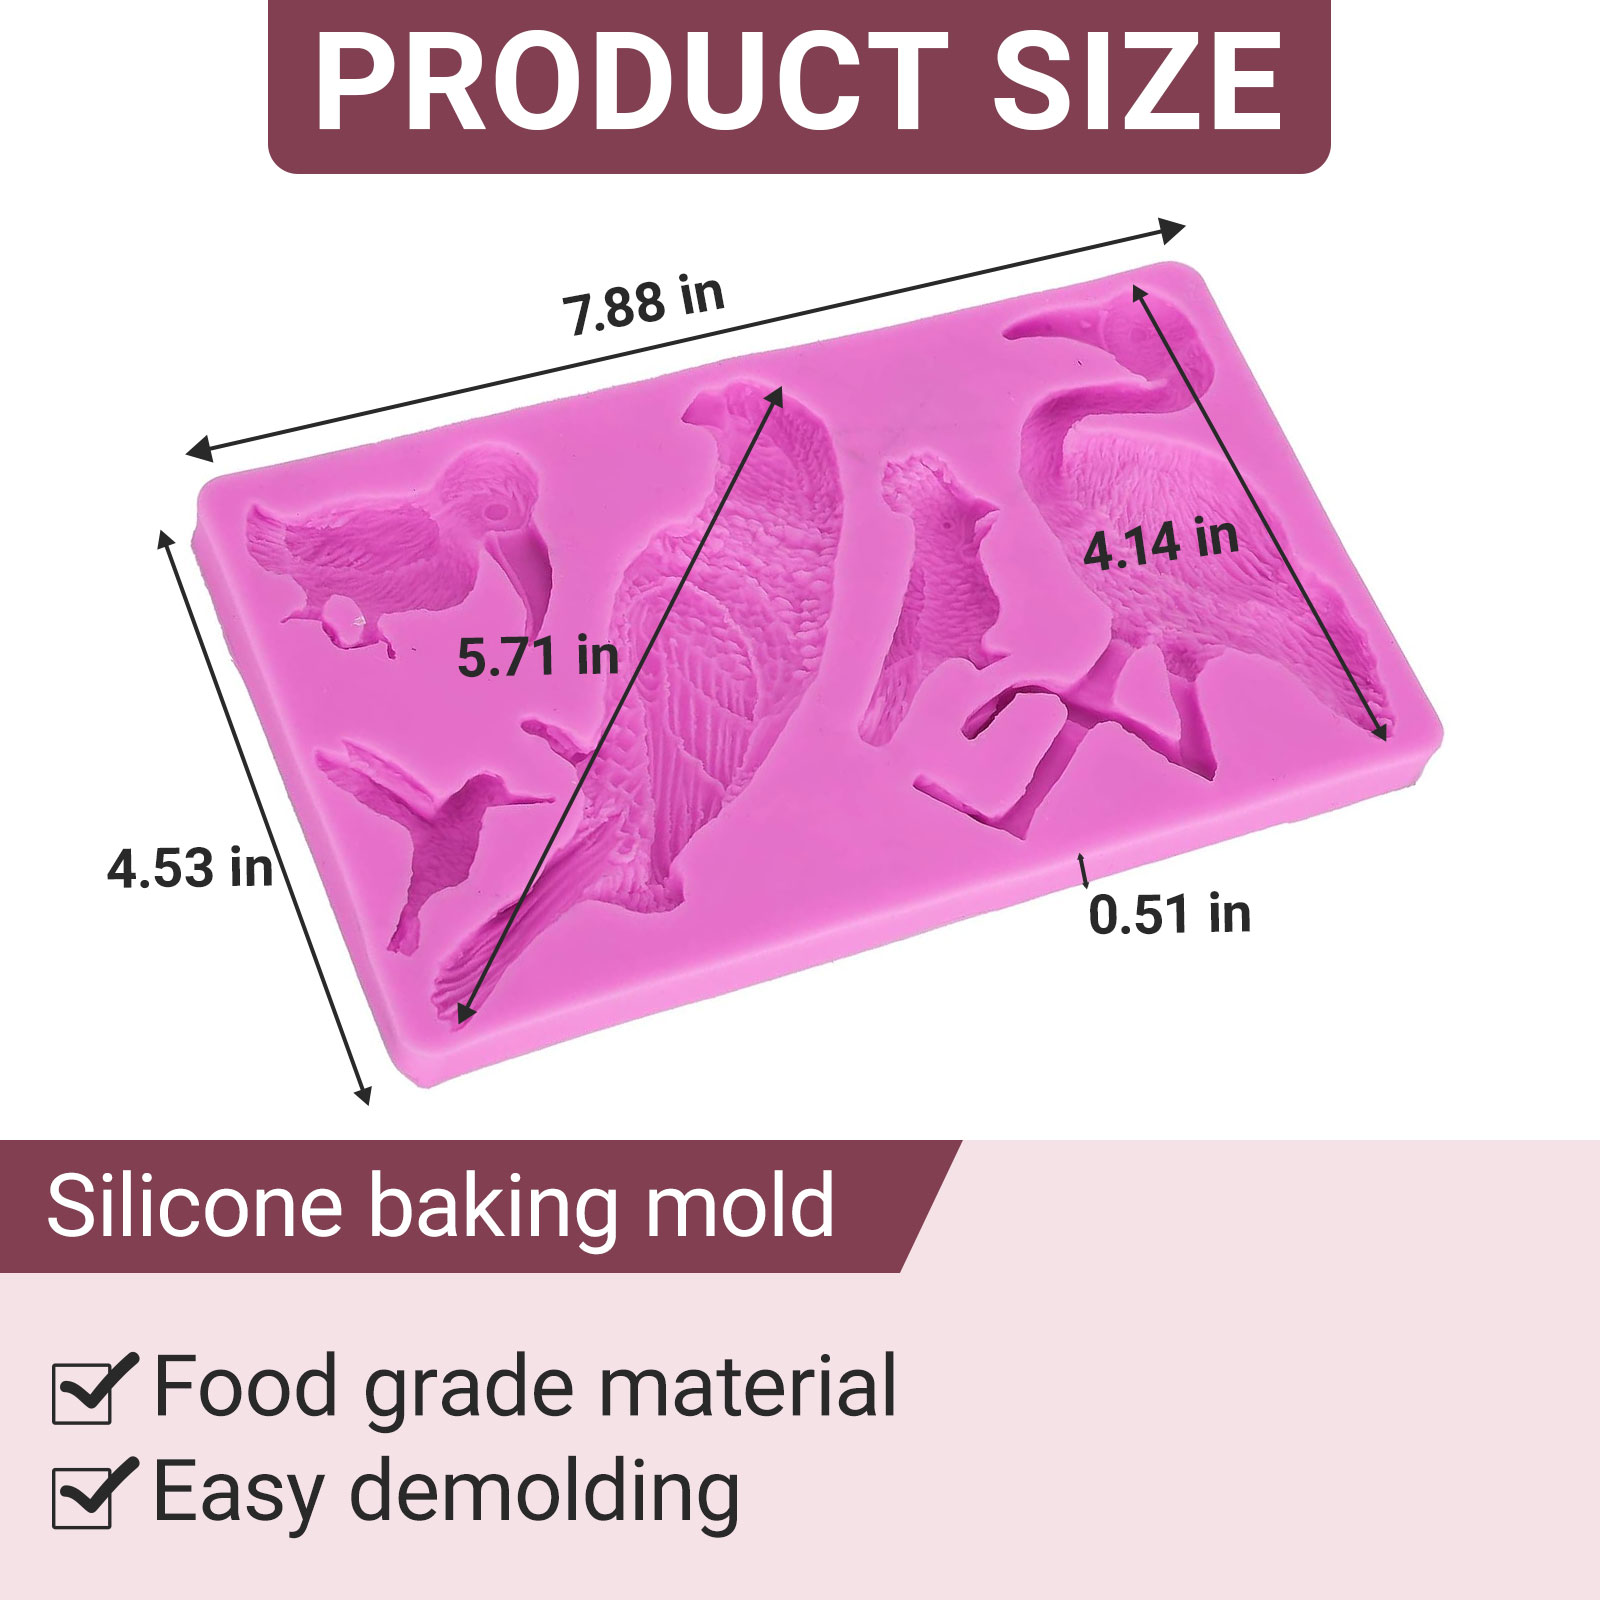 PRODUCT SIZE
7.88 in
4.14 in
5.71 in
4.53 in
0.51 in
Silicone baking mold
Food grade material
Easy demolding